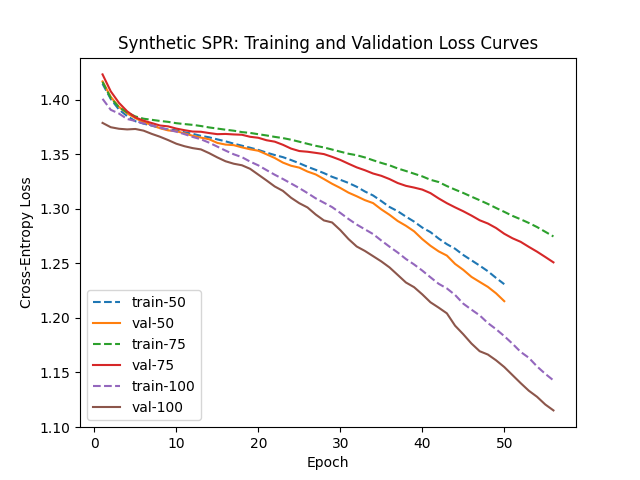 Synthetic SPR: Training and Validation Loss Curves
Cross-Entropy Loss
1.40
1.35
1.30
1.25
1.20
1.15
1.10
train-50
val-50
train-75
val-75
train-100
val-100
0 10 20 30 40 50
Epoch